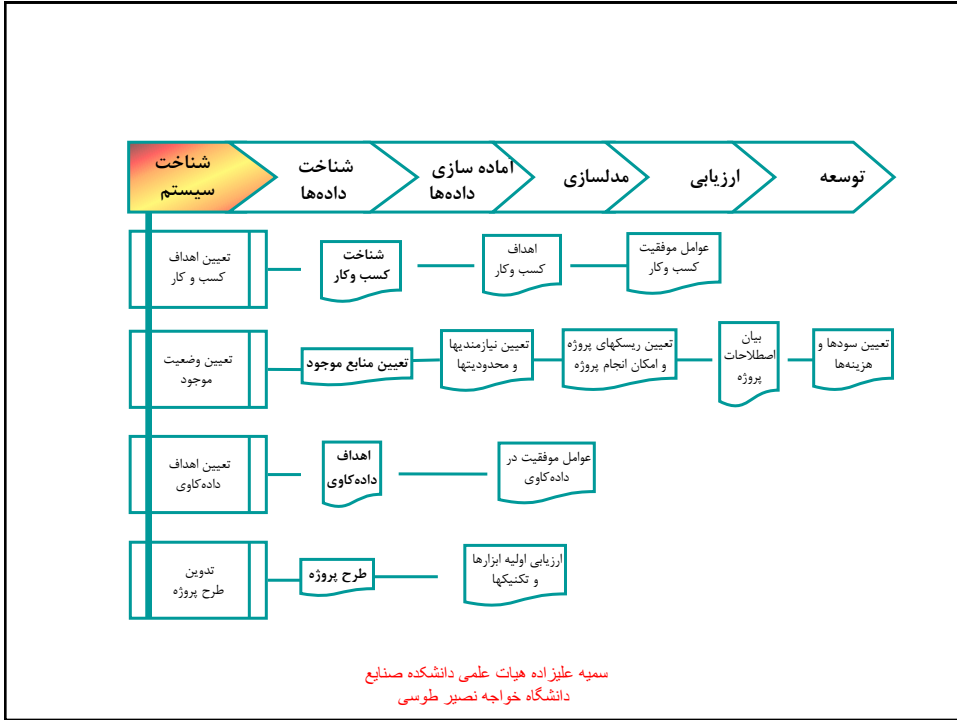 شناخت
سیستم
شناخت
داده‌ها
اماده سازی
داده‌ها
مدلسازی
ارزیابی
توسعه
تعیین اهداف
کسب و کار
شناخت
کسب وکار
اهداف
کسب وکار
عوامل موفقیت
کسب وکار
تعیین وضعیت
موجود
تعیین منابع موجود
تعیین نیازمندیها
و محدودیتها
تعیین ریسکهای پروژه
و امکان انجام پروژه
بیان
اصطلاحات
پروژه
تعیین سودها و
هزینه‌ها
تعیین اهداف
داده‌کاوی
اهداف
داده‌کاوی
عوامل موفقیت در
داده‌کاوی
تدوین
طرح پروژه
طرح پروژه
ارزیابی اولیه ابزارها
و تکنیکها
سمیه علیزاده هیات علمی دانشکده صنایع
دانشگاه خواجه نصیر طوسی